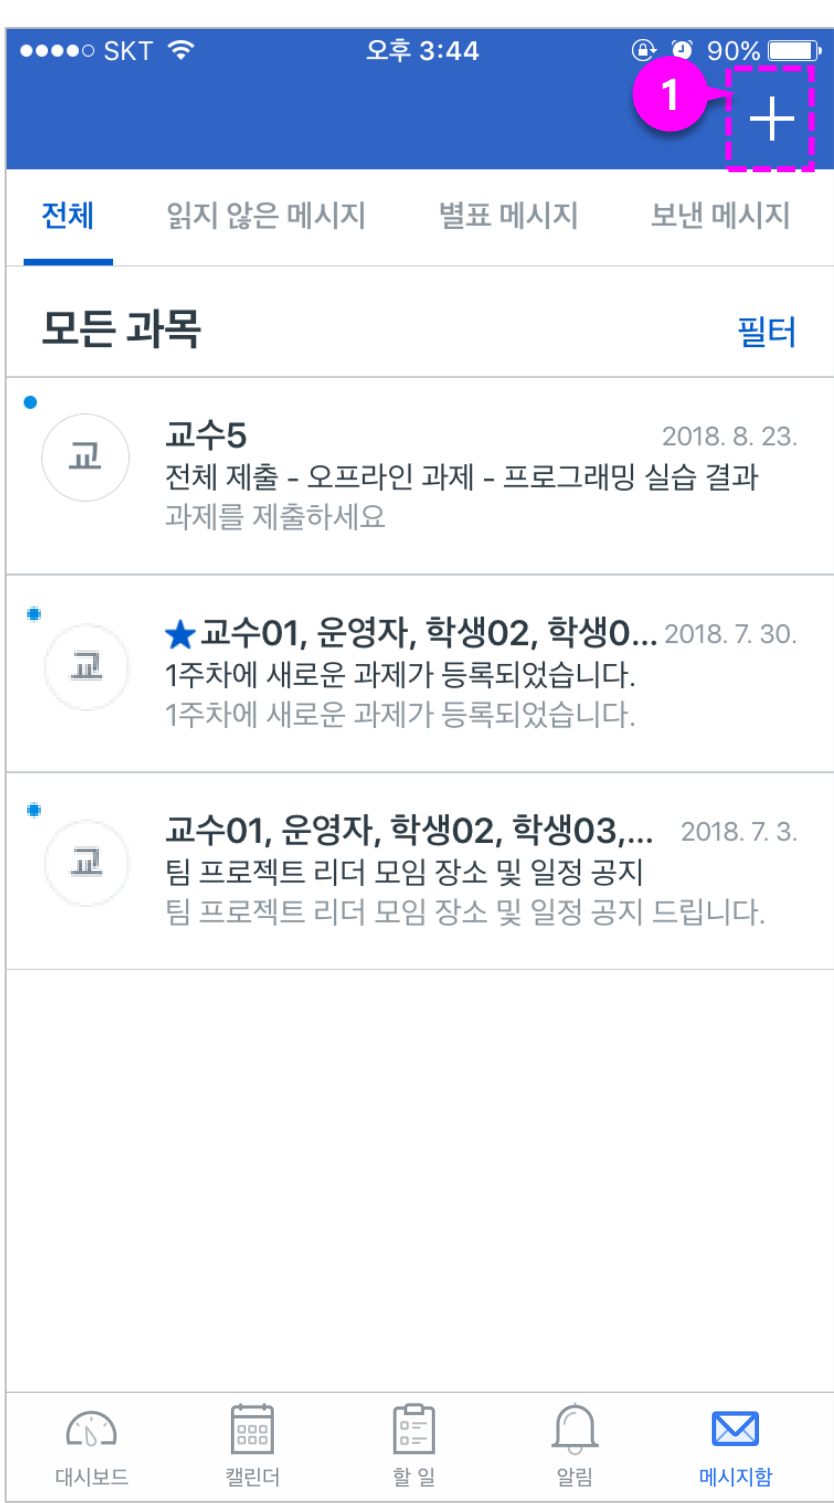 SKT 오후 3:44 90%
1
전체 읽지 않은 메시지 별표 메시지 보낸 메시지
모든 과목 필터
교 교수5 2018. 8. 23.
전체 제출 - 오프라인 과제 - 프로그래밍 실습 결과
과제를 제출하세요
교 ★교수01, 운영자, 학생02, 학생0... 2018. 7. 30.
1주차에 새로운 과제가 등록되었습니다.
1주차에 새로운 과제가 등록되었습니다.
교 교수01, 운영자, 학생02, 학생03,... 2018. 7. 3.
팀 프로젝트 리더 모임 장소 및 일정 공지
팀 프로젝트 리더 모임 장소 및 일정 공지 드립니다.
대시보드 캘린더 할 일 알림 메시지함